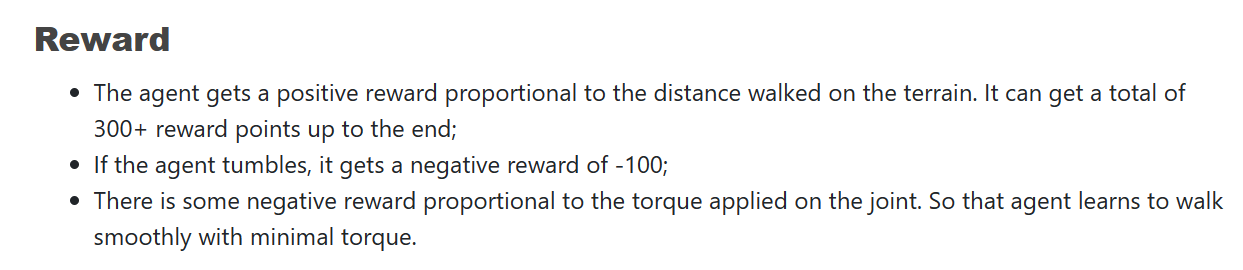 Reward
• The agent gets a positive reward proportional to the distance walked on the terrain. It can get a total of
300+ reward points up to the end;
• If the agent tumbles, it gets a negative reward of -100;
• There is some negative reward proportional to the torque applied on the joint. So that agent learns to walk
smoothly with minimal torque.